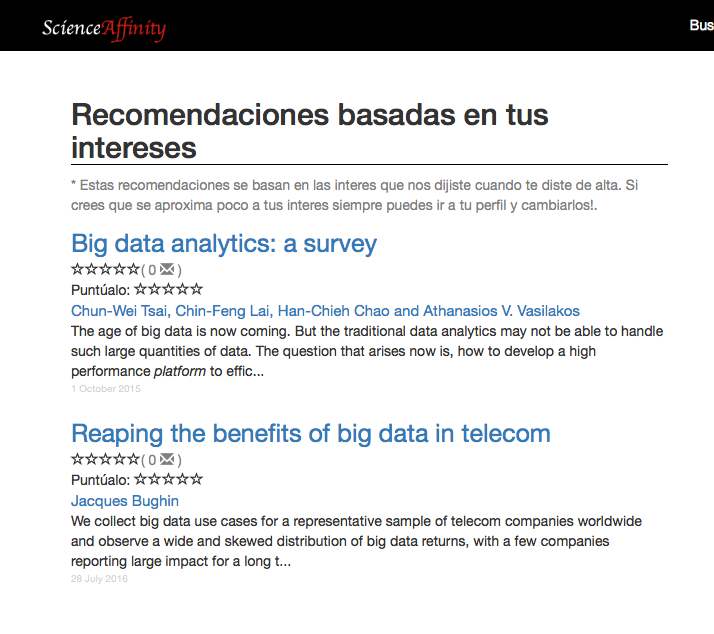 ScienceAffinity
Bus
Recomendaciones basadas en tus
intereses
* Estas recomendaciones se basan en las interes que nos dijiste cuando te diste de alta. Si
crees que se aproxima poco a tus interes siempre puedes ir a tu perfil y cambiarlos!.
Big data analytics: a survey
☆☆☆☆☆( 0 ✉ )
Puntúalo: ☆☆☆☆☆
Chun-Wei Tsai, Chin-Feng Lai, Han-Chieh Chao and Athanasios V. Vasilakos
The age of big data is now coming. But the traditional data analytics may not be able to handle
such large quantities of data. The question that arises now is, how to develop a high
performance platform to effic...
1 October 2015
Reaping the benefits of big data in telecom
☆☆☆☆☆( 0 ✉ )
Puntúalo: ☆☆☆☆☆
Jacques Bughin
We collect big data use cases for a representative sample of telecom companies worldwide
and observe a wide and skewed distribution of big data returns, with a few companies
reporting large impact for a long t...
28 July 2016